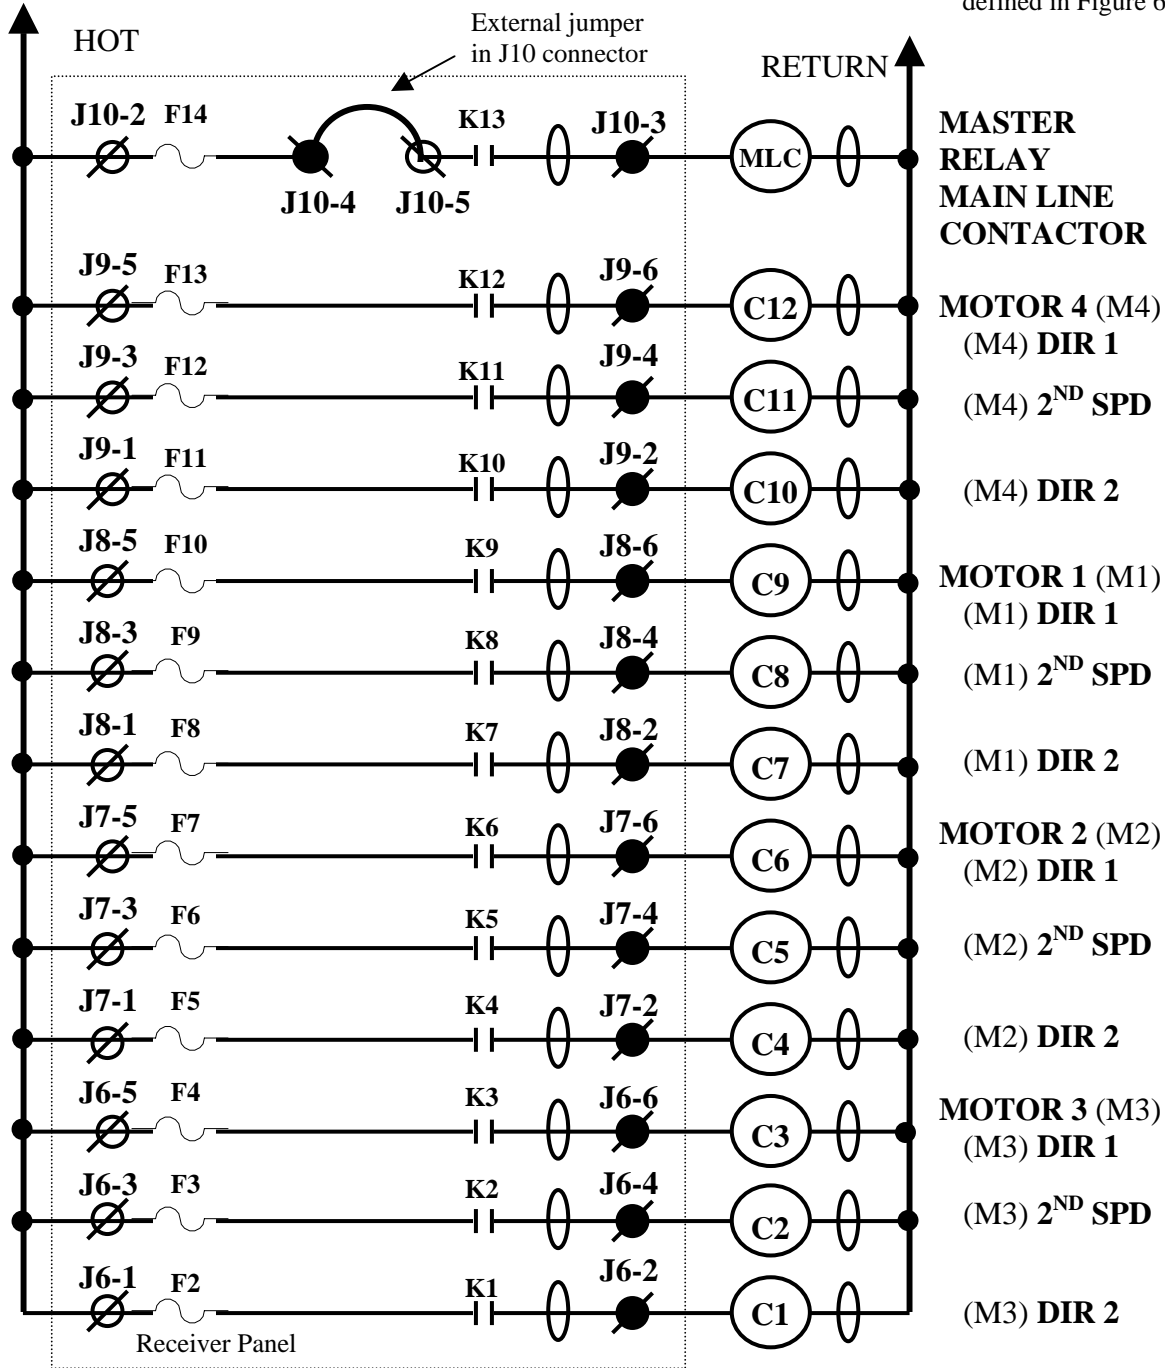 defined in Figure 6
HOT
External jumper
in J10 connector
RETURN
J10-2 F14 K13 J10-3
MLC
J10-4 J10-5
MASTER
RELAY
MAIN LINE
CONTACTOR
J9-5 F13 K12 J9-6
C12
MOTOR 4 (M4)
(M4) DIR 1
J9-3 F12 K11 J9-4
C11
(M4) 2ND SPD
J9-1 F11 K10 J9-2
C10
(M4) DIR 2
J8-5 F10 K9 J8-6
C9
MOTOR 1 (M1)
(M1) DIR 1
J8-3 F9 K8 J8-4
C8
(M1) 2ND SPD
J8-1 F8 K7 J8-2
C7
(M1) DIR 2
J7-5 F7 K6 J7-6
C6
MOTOR 2 (M2)
(M2) DIR 1
J7-3 F6 K5 J7-4
C5
(M2) 2ND SPD
J7-1 F5 K4 J7-2
C4
(M2) DIR 2
J6-5 F4 K3 J6-6
C3
MOTOR 3 (M3)
(M3) DIR 1
J6-3 F3 K2 J6-4
C2
(M3) 2ND SPD
J6-1 F2 K1 J6-2
C1
(M3) DIR 2
Receiver Panel